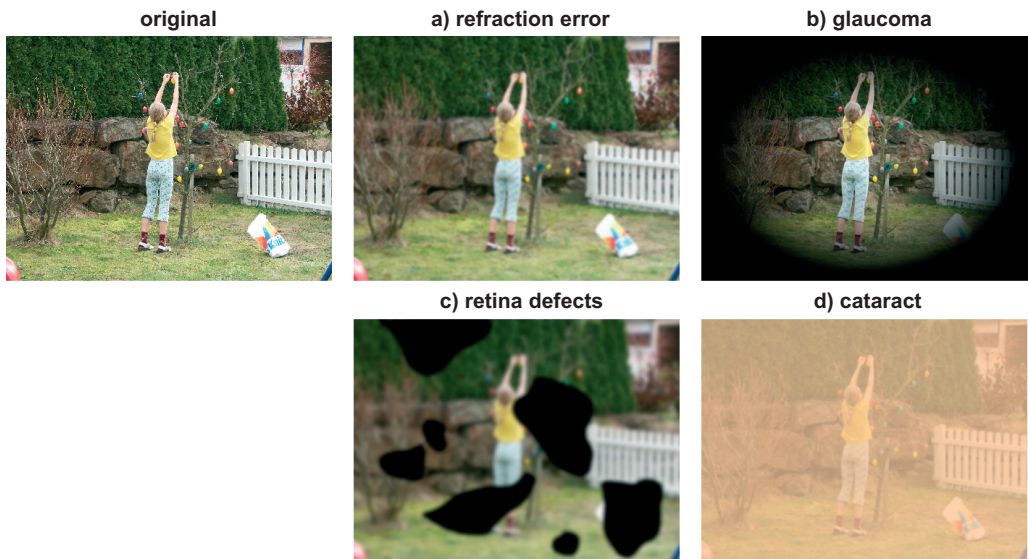 original
a) refraction error
b) glaucoma
c) retina defects
d) cataract